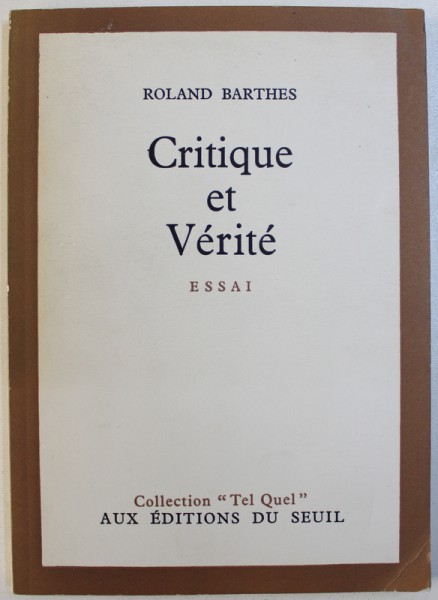 ROLAND BARTHES
Critique
et
Vérité
ESSAI
Collection "Tel Quel"
AUX ÉDITIONS DU SEUIL